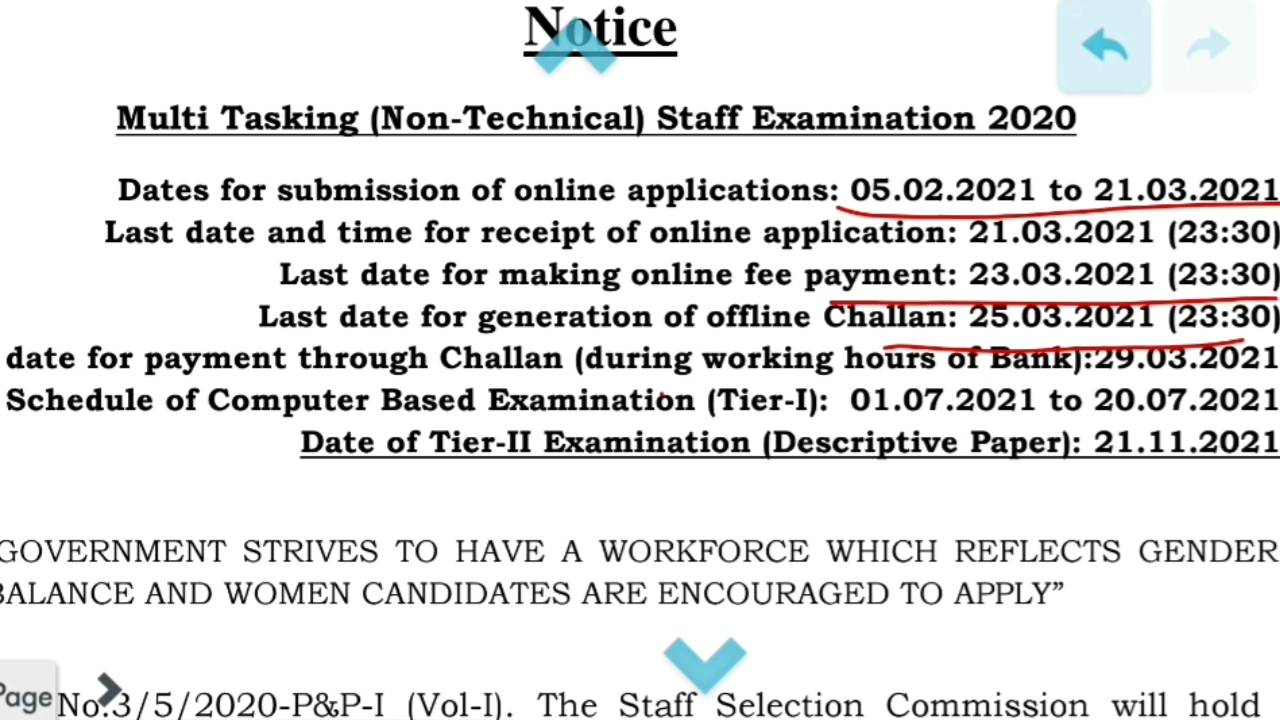 Notice
Multi Tasking (Non-Technical) Staff Examination 2020
Dates for submission of online applications: 05.02.2021 to 21.03.2021
Last date and time for receipt of online application: 21.03.2021 (23:30)
Last date for making online fee payment: 23.03.2021 (23:30)
Last date for generation of offline Challan: 25.03.2021 (23:30)
date for payment through Challan (during working hours of Bank):29.03.2021
Schedule of Computer Based Examination (Tier-I): 01.07.2021 to 20.07.2021
Date of Tier-II Examination (Descriptive Paper): 21.11.2021
GOVERNMENT STRIVES TO HAVE A WORKFORCE WHICH REFLECTS GENDER
BALANCE AND WOMEN CANDIDATES ARE ENCOURAGED TO APPLY”
Page
No.3/5/2020-P&P-I (Vol-I). The Staff Selection Commission will hold